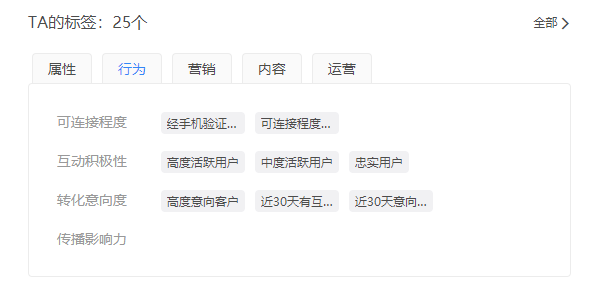 TA的标签：25个 全部
属性 行为 营销 内容 运营
可连接程度 经手机验证... 可连接程度...
互动积极性 高度活跃用户 中度活跃用户 忠实用户
转化意向度 高度意向客户 近30天有互... 近30天意向...
传播影响力